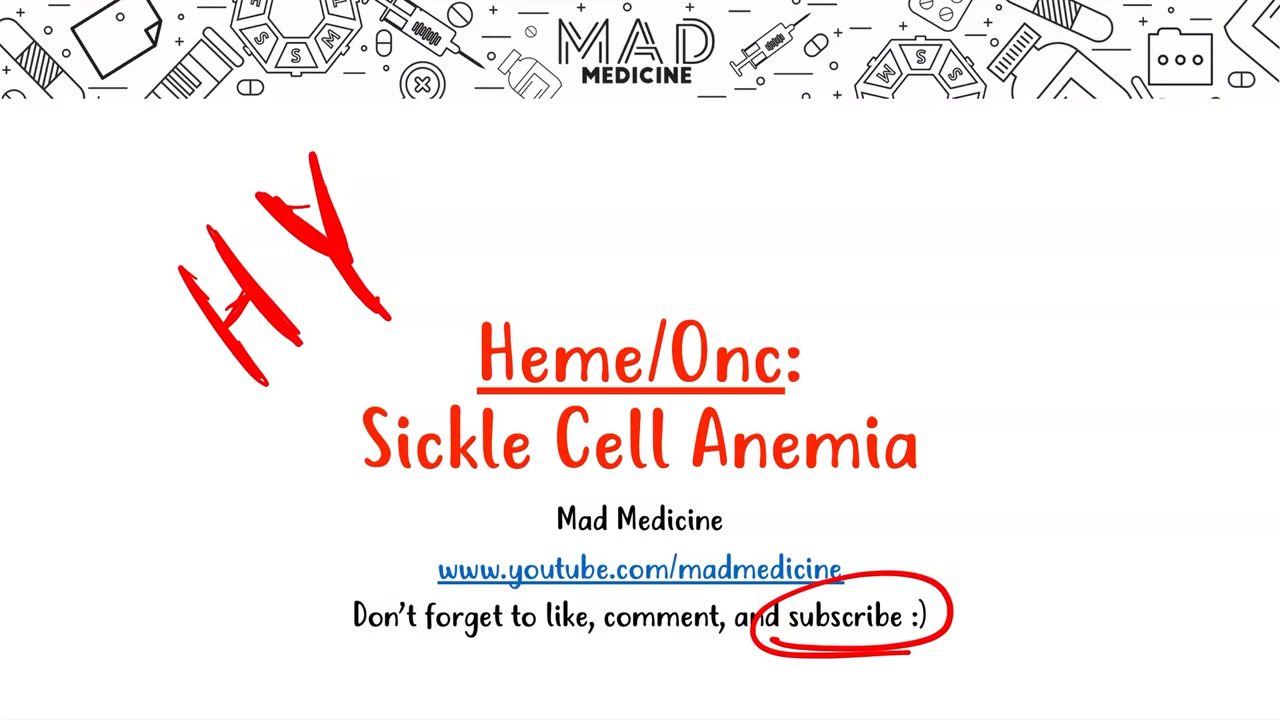 MAD
MEDICINE
HY
Heme/Onc:
Sickle Cell Anemia
Mad Medicine
www.youtube.com/madmedicine
Don't forget to like, comment, and subscribe :)